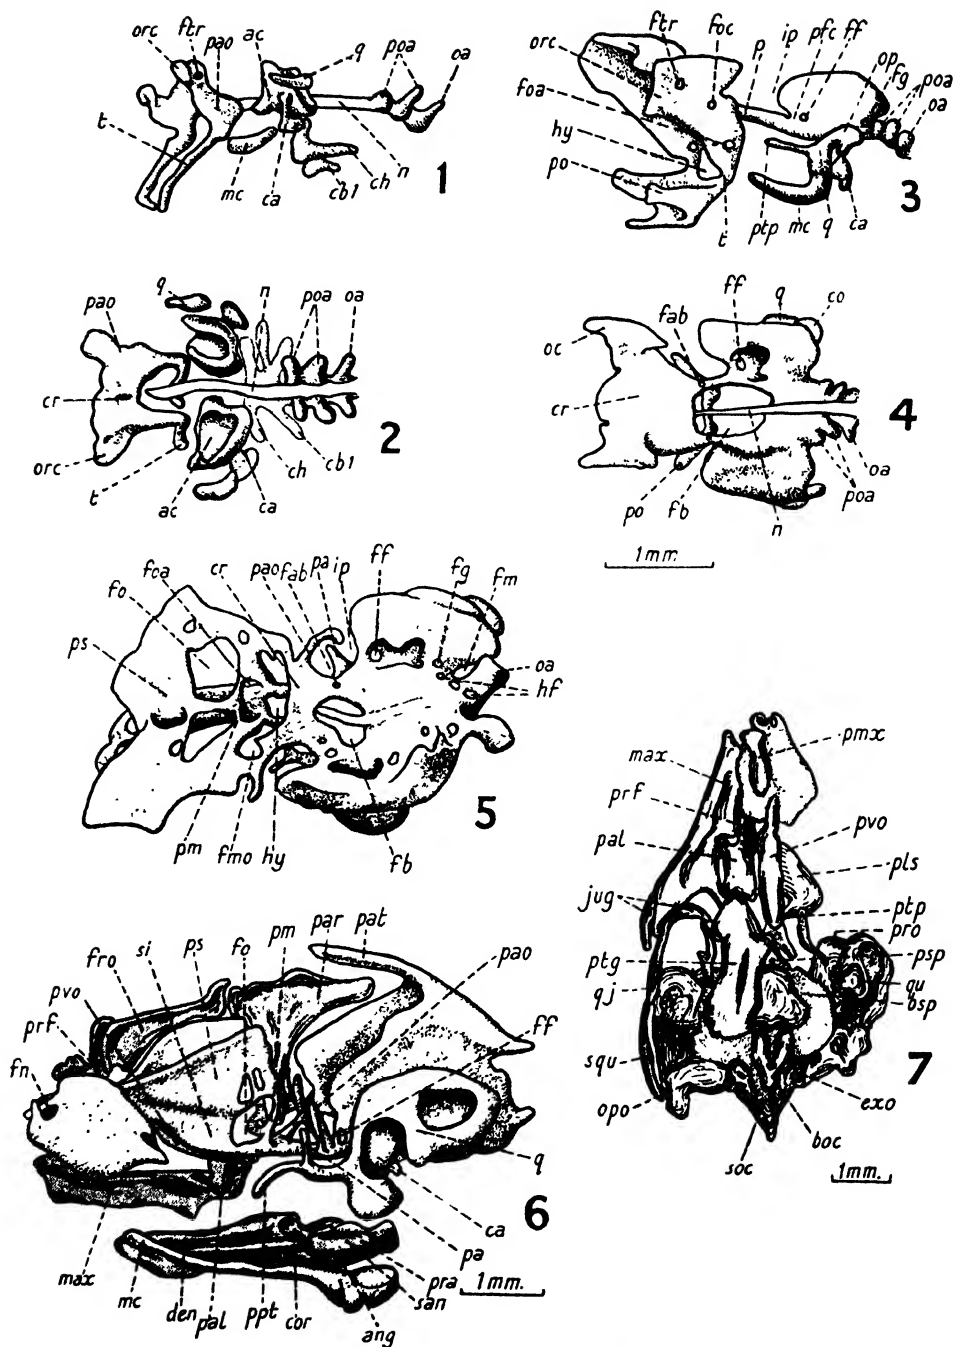 orc ftr pao ac q poa oa
t mc ca cb1 ch n
1
orc ftr foc p ip pfc ff op fg poa oa
foa
hy
po
t ptp mc q ca
3
pao q n poa oa
cr
orc
t ac ca ch cb1
2
oc fab ff q co
cr
po fb n poa oa
4
1mm.
ps fo foa cr pao fab pa ip ff fg fm
oa
hf
pm fmo hy fb
5
max pmx
prf pvo
pal pls
jug ptp
pro
ptg psp
qj qu
bsp
squ
opo exo
soc boc
7
1mm.
fn prf pvo fro si ps fo pm par pat
pao
ff
q
ca
pa
6
max mc den pal ppt cor ang san pra
1mm.